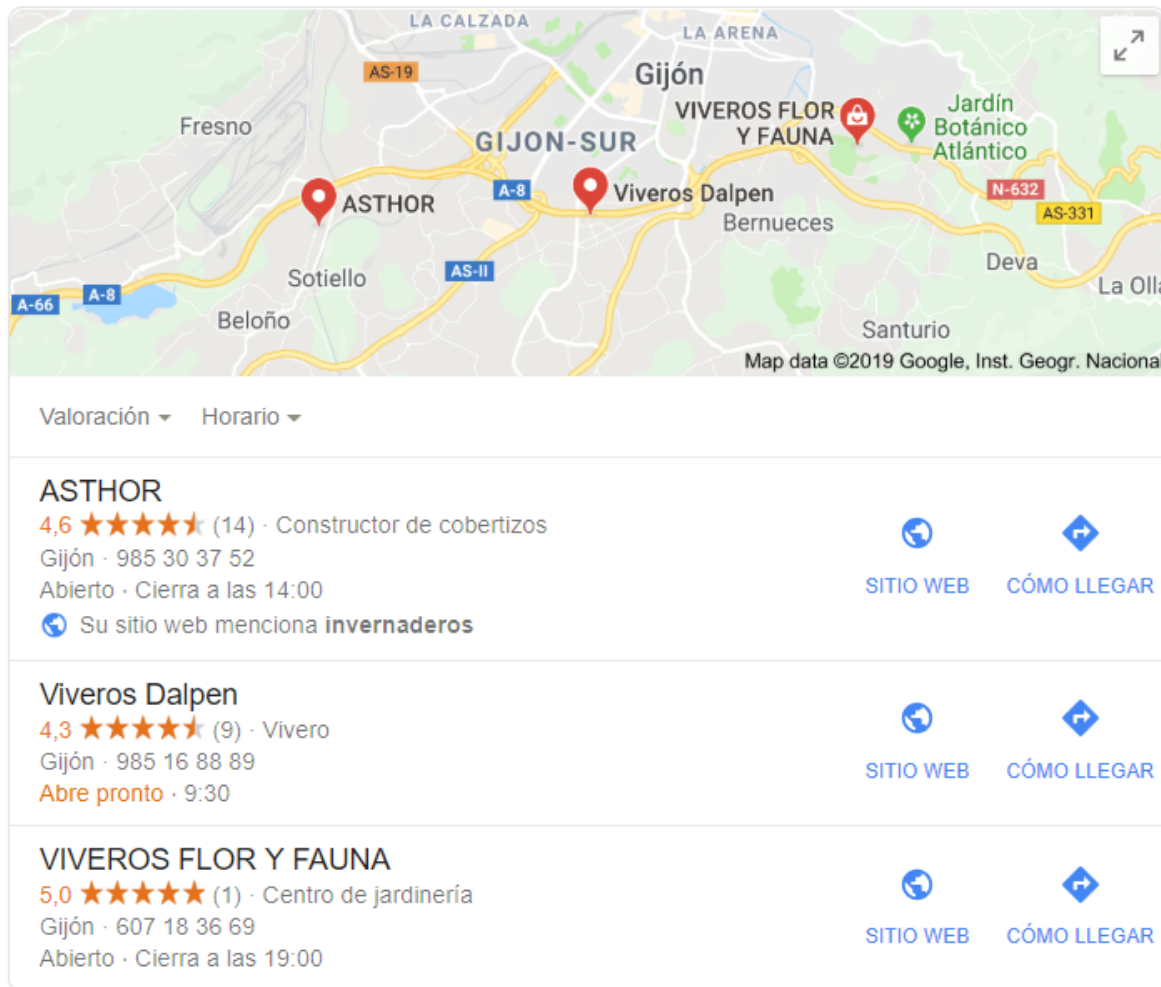 LA CALZADA
LA ARENA
AS-19
Gijón
VIVEROS FLOR
Y FAUNA
Jardín
Botánico
Atlántico
Fresno
GIJON-SUR
A-8
N-632
ASTHOR
Viveros Dalpen
AS-331
Bernueces
Sotiello
AS-II
Deva
A-66
A-8
La Olla
Beloño
Santurio
Map data ©2019 Google, Inst. Geogr. Nacional
Valoración Horario
ASTHOR
4,6 (14) · Constructor de cobertizos
Gijón · 985 30 37 52
Abierto · Cierra a las 14:00
Su sitio web menciona invernaderos
SITIO WEB CÓMO LLEGAR
Viveros Dalpen
4,3 (9) · Vivero
Gijón · 985 16 88 89
Abre pronto · 9:30
SITIO WEB CÓMO LLEGAR
VIVEROS FLOR Y FAUNA
5,0 (1) · Centro de jardinería
Gijón · 607 18 36 69
Abierto · Cierra a las 19:00
SITIO WEB CÓMO LLEGAR